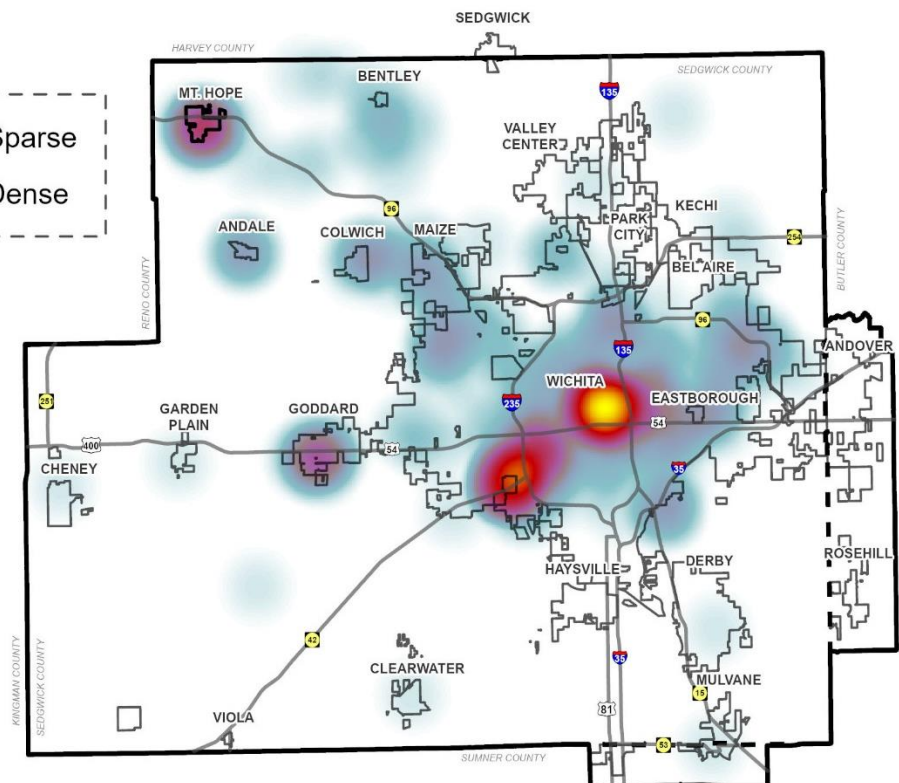 SEDGWICK
HARVEY COUNTY
SEDGWICK COUNTY
BENTLEY
MT. HOPE
135
Sparse
Dense
VALLEY
CENTER
96
KECHI
ANDALE
COLWICH
MAIZE
PARK
CITY
254
BEL AIRE
RENO COUNTY
BUTLER COUNTY
96
135
ANDOVER
WICHITA
251
235
EASTBOROUGH
GARDEN
PLAIN
GODDARD
54
400
54
CHENEY
35
ROSEHILL
HAYSVILLE
DERBY
42
KINGMAN COUNTY
SEDGWICK COUNTY
35
CLEARWATER
MULVANE
15
81
VIOLA
53
SUMNER COUNTY